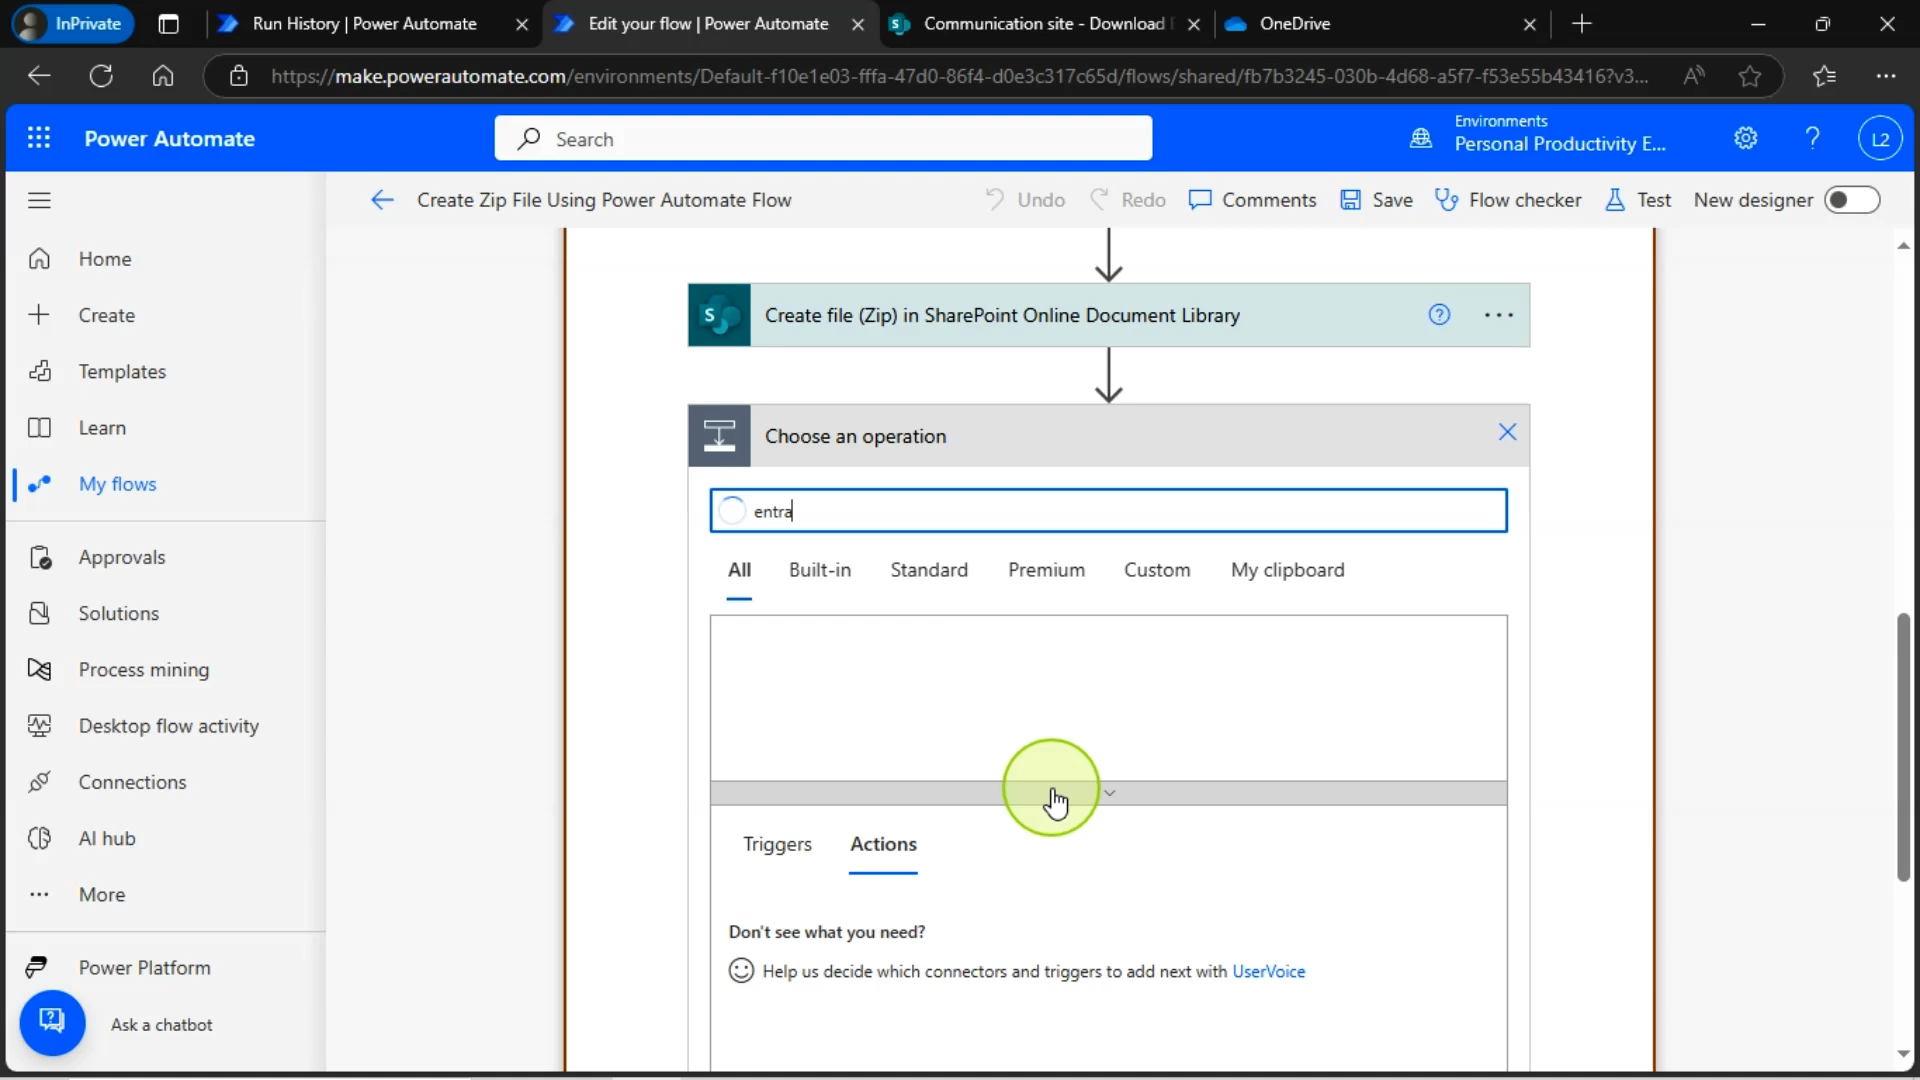 InPrivate
Run History | Power Automate
Edit your flow | Power Automate
Communication site - Download
OneDrive
https://make.powerautomate.com/environments/Default-f10e1e03-fffa-47d0-86f4-d0e3c317c65d/flows/shared/fb7b3245-030b-4d68-a5f7-f53e55b43416?v3...
Power Automate
Search
Environments
Personal Productivity E...
L2
Create Zip File Using Power Automate Flow
Undo
Redo
Comments
Save
Flow checker
Test
New designer
Home
Create
Templates
Learn
My flows
Approvals
Solutions
Process mining
Desktop flow activity
Connections
AI hub
More
Power Platform
Ask a chatbot
Create file (Zip) in SharePoint Online Document Library
Choose an operation
entra
All
Built-in
Standard
Premium
Custom
My clipboard
Triggers
Actions
Don't see what you need?
Help us decide which connectors and triggers to add next with UserVoice